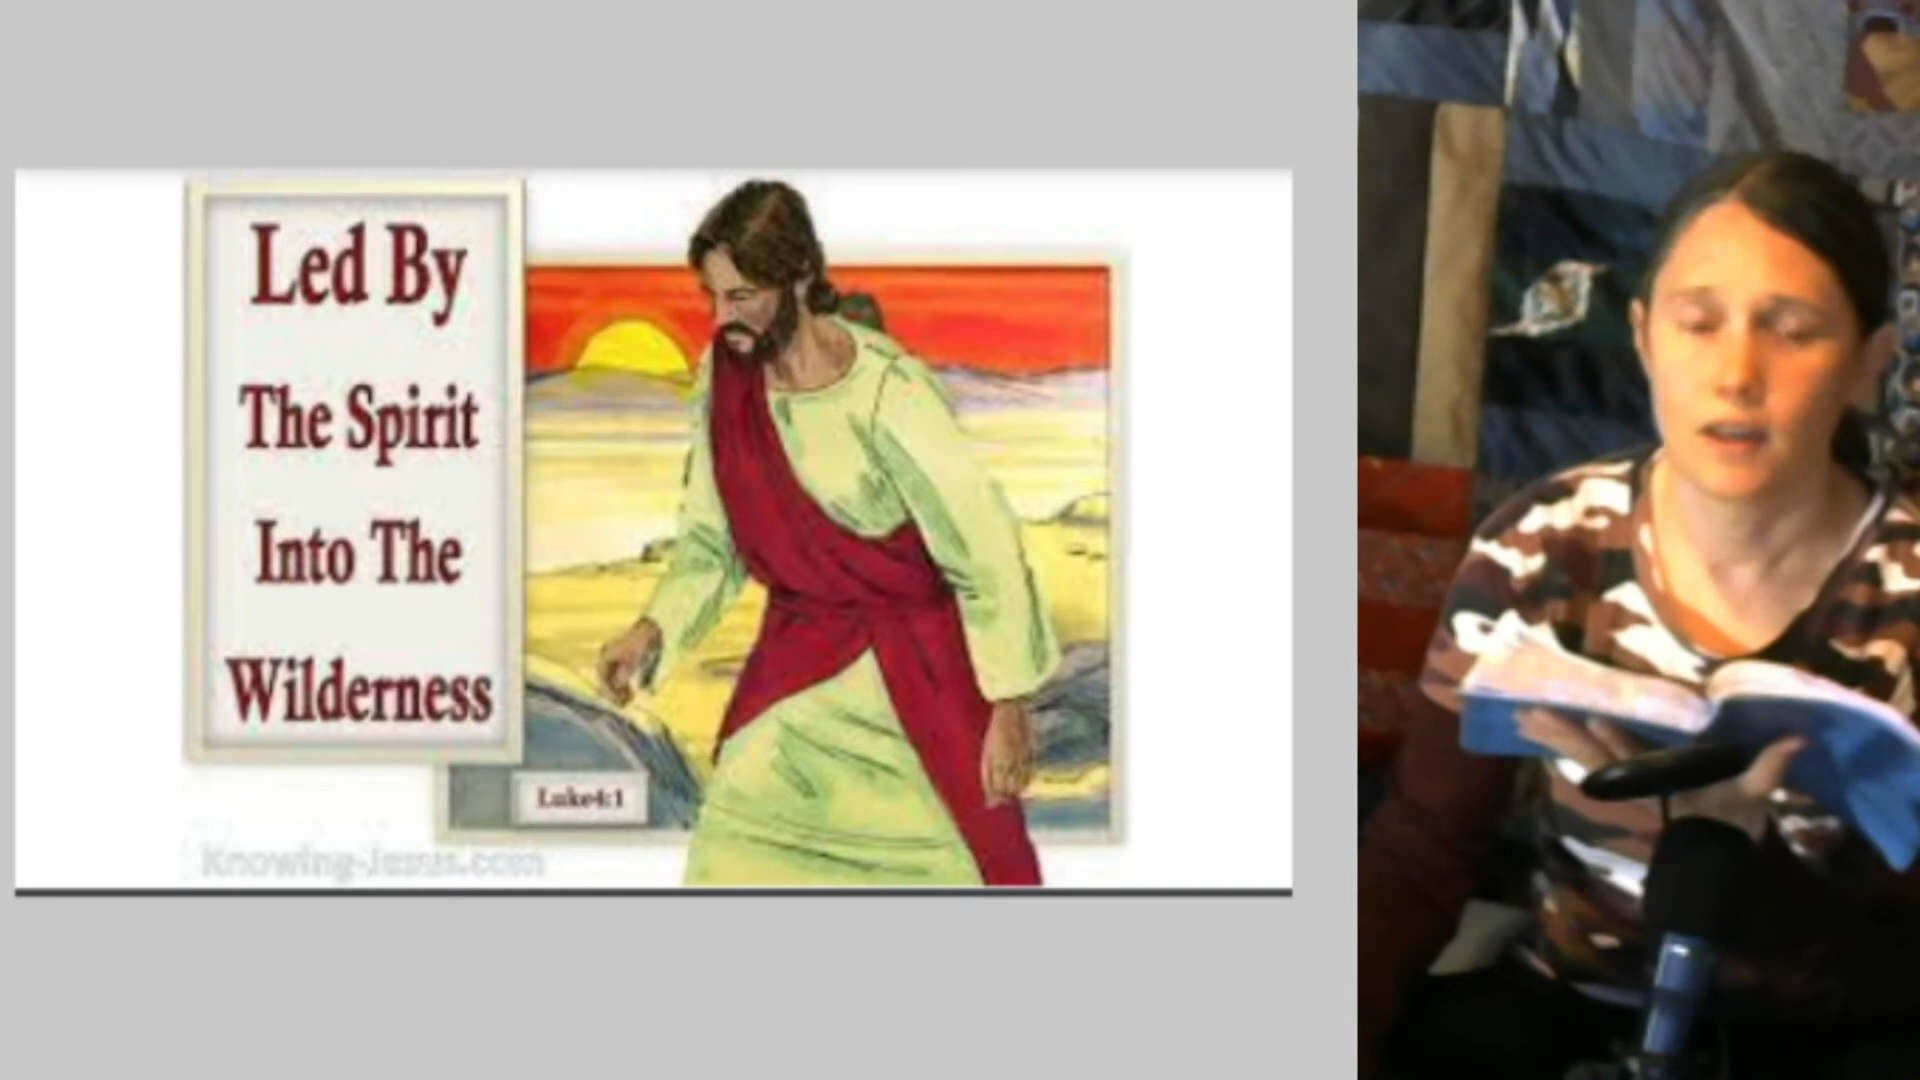 Led By
The Spirit
Into The
Wilderness
Luke4:1
Knowing-Jesus.com